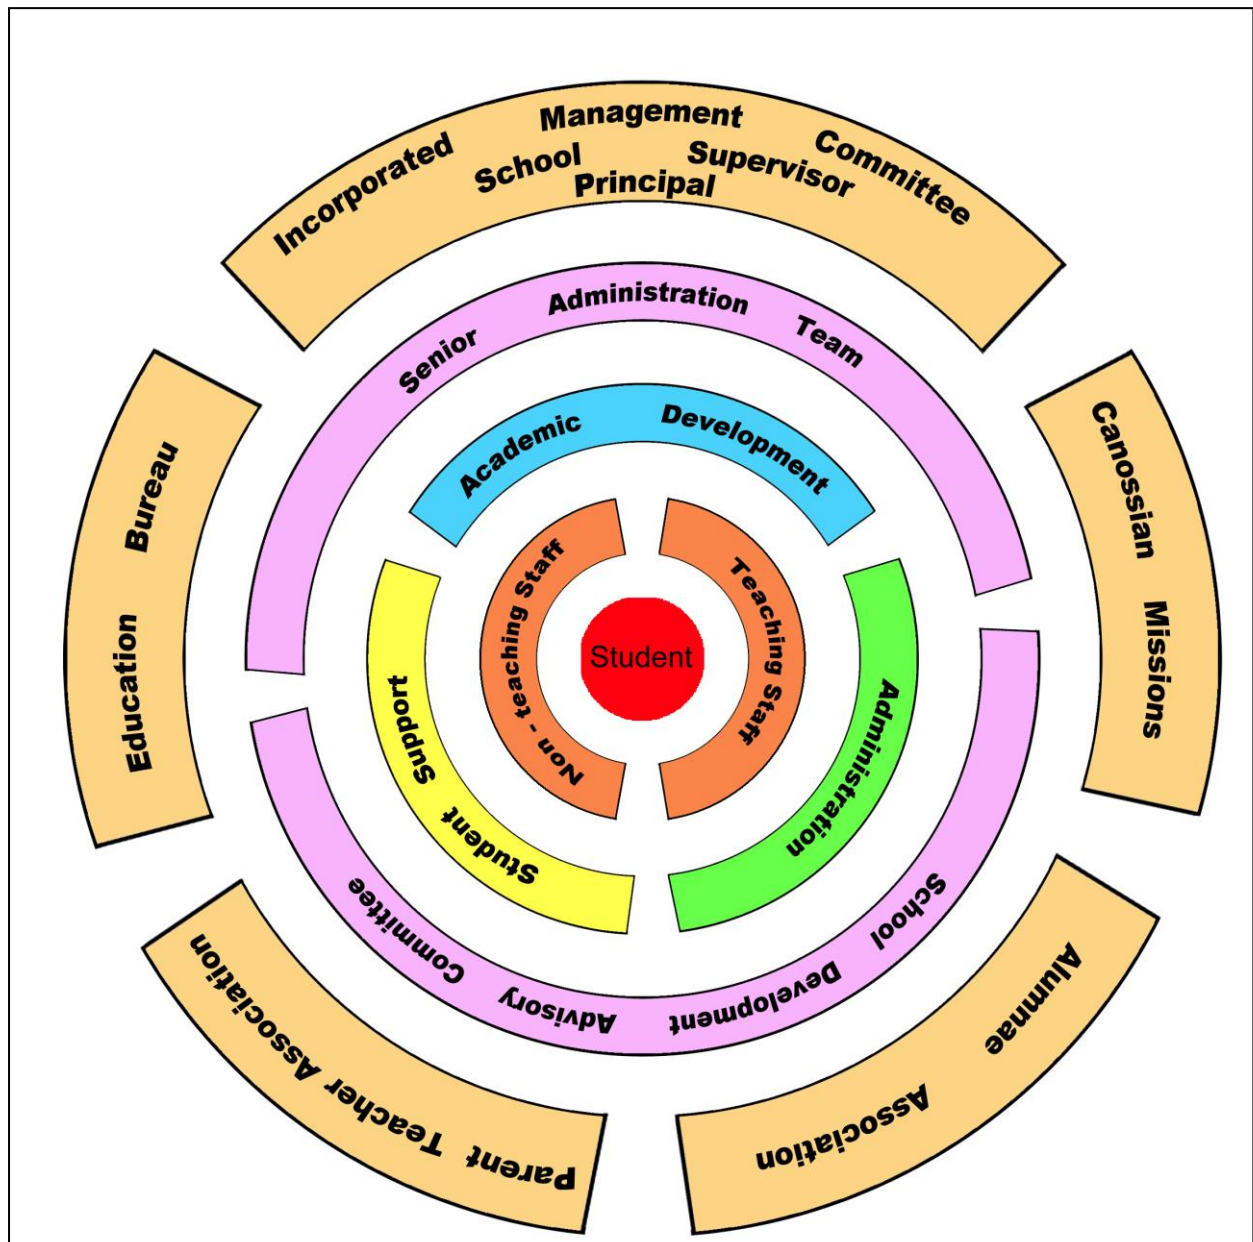 Incorporated Management Committee
School Supervisor
Principal
Senior Administration Team
Academic Development
Education Bureau
Canossian Missions
Non - teaching Staff
Teaching Staff
Student
Student Support
Administration
School Development Advisory Committee
Parent Teacher Association
Alumnae Association